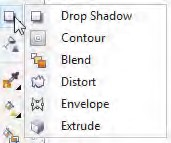 Drop Shadow
Contour
Blend
Distort
Envelope
Extrude